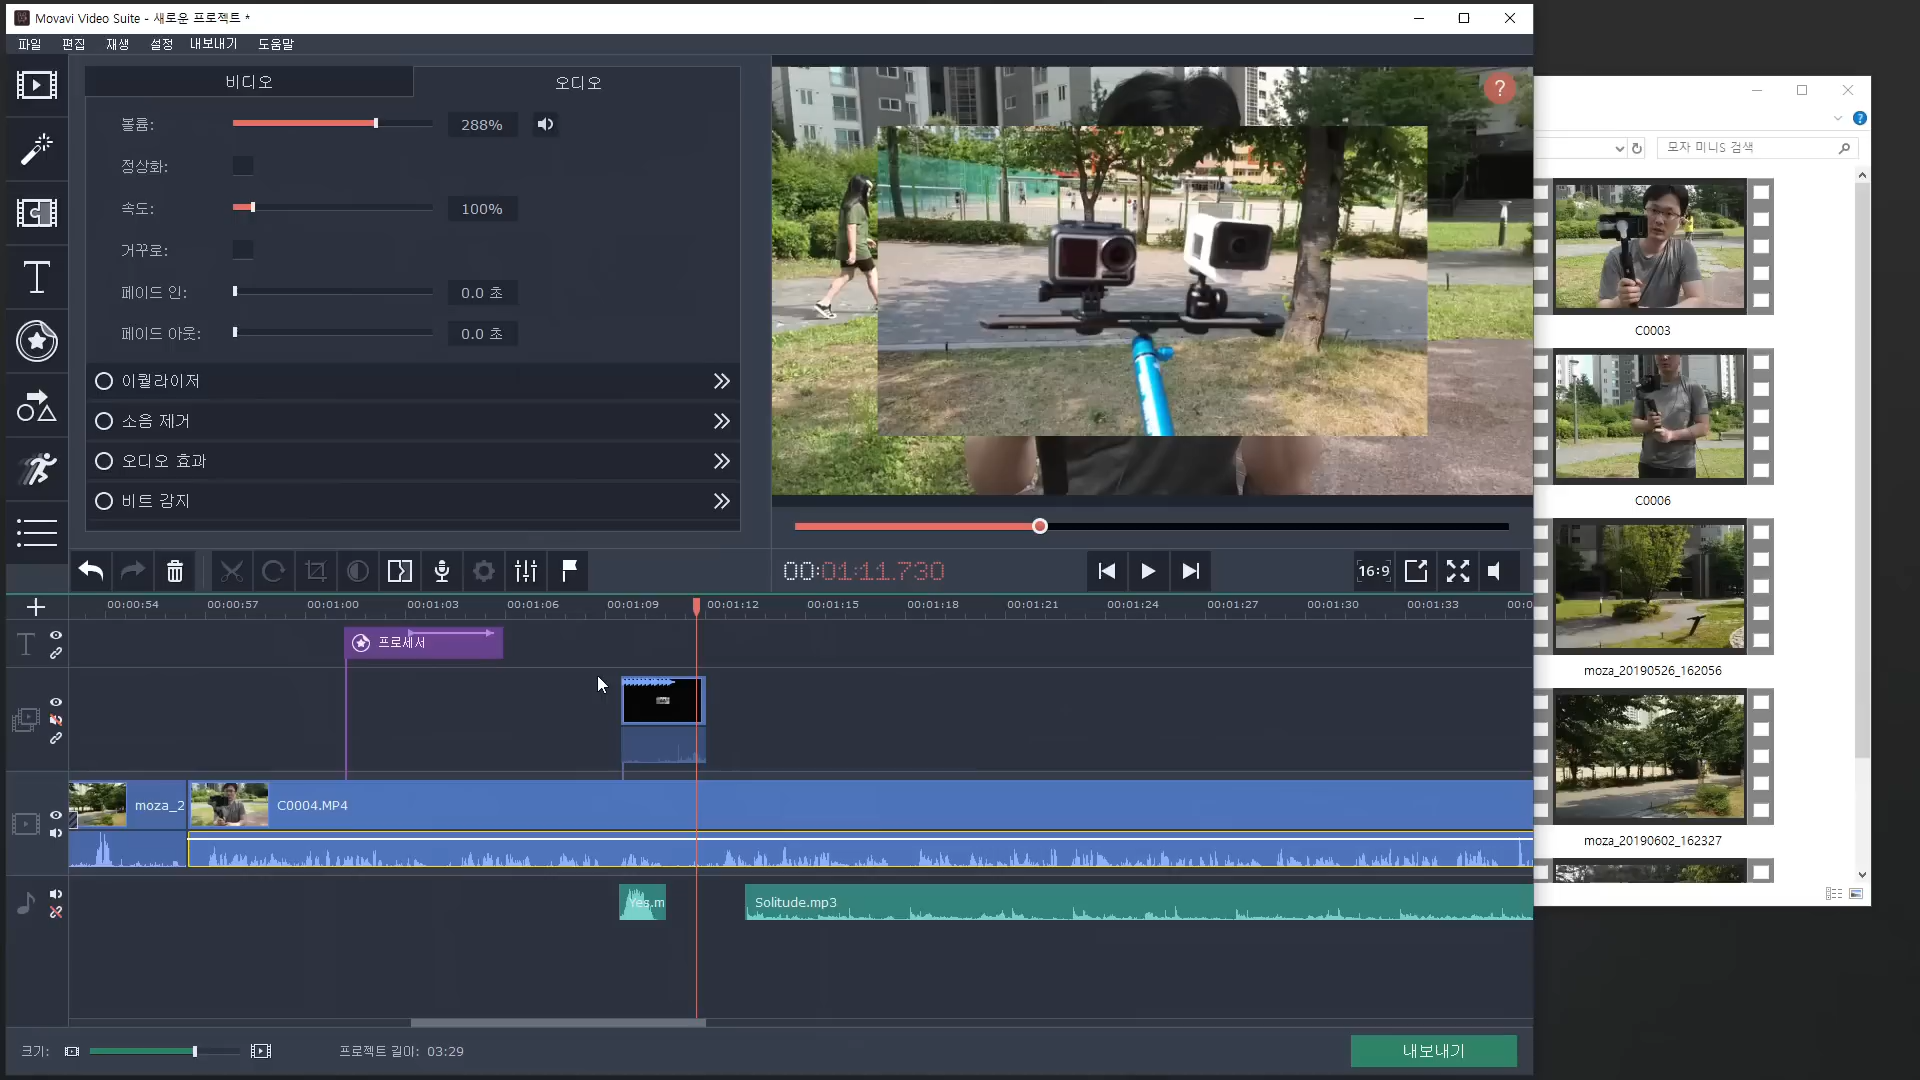 Movavi Video Suite - 새로운 프로젝트 *
파일 편집 재생 설정 내보내기 도움말
비디오 오디오
볼륨: 288%
정상화:
속도: 100%
거꾸로:
페이드 인: 0.0 초
페이드 아웃: 0.0 초
이퀄라이저
소음 제거
오디오 효과
비트 감지
?
?
모자 미니S 검색
C0003
C0006
moza_20190526_162056
moza_20190602_162327
00:01:11.730
16:9
00:00:54 00:00:57 00:01:00 00:01:03 00:01:06 00:01:09 00:01:12 00:01:15 00:01:18 00:01:21 00:01:24 00:01:27 00:01:30 00:01:33 00:0
T
프로세서
moza_2
C0004.MP4
Yes.m
Solitude.mp3
크기:
프로젝트 길이: 03:29
내보내기